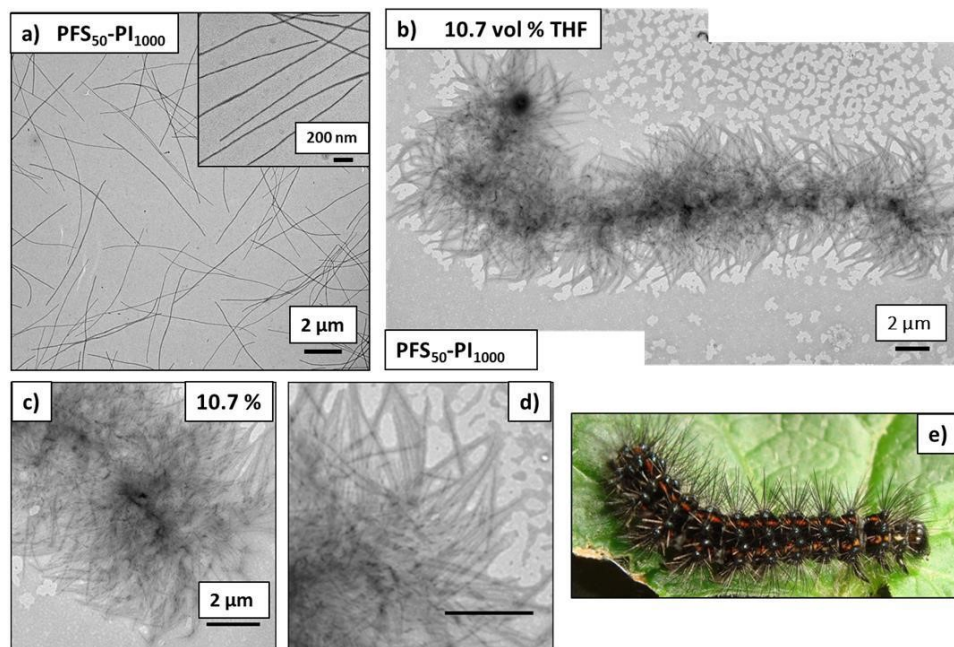 a) PFS₅₀-PI₁₀₀₀
200 nm
2 µm
b) 10.7 vol % THF
2 µm
PFS₅₀-PI₁₀₀₀
c) 10.7 %
2 µm
d)
e)